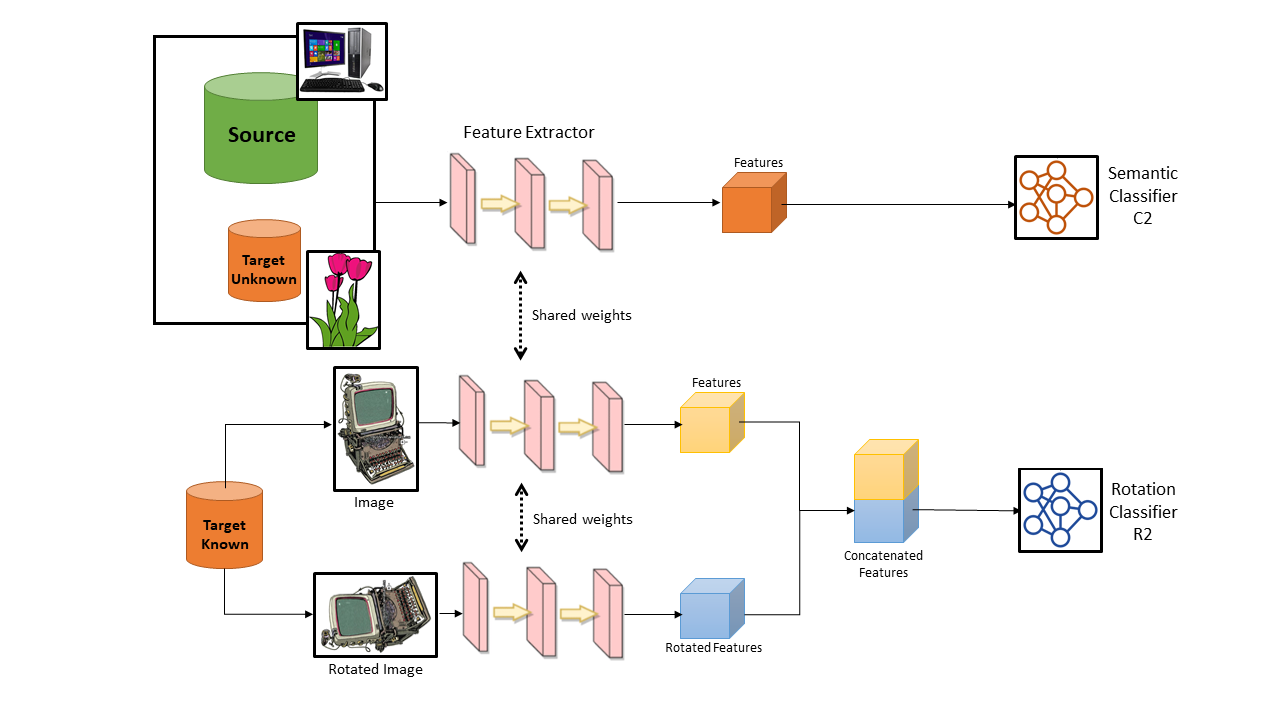 Source
Target
Unknown
Feature Extractor
Features
Semantic
Classifier
C2
Shared weights
Features
Image
Target
Known
Shared weights
Rotation
Classifier
R2
Concatenated
Features
Rotated Features
Rotated Image